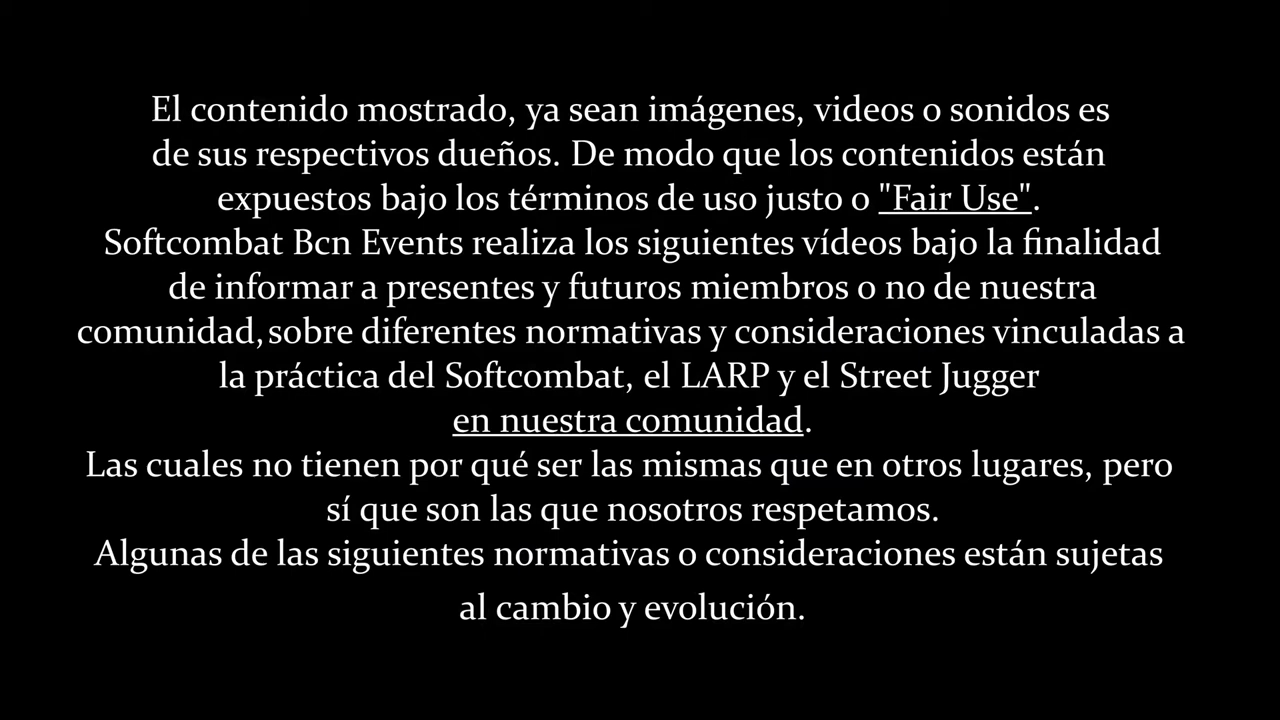 El contenido mostrado, ya sean imágenes, videos o sonidos es
de sus respectivos dueños. De modo que los contenidos están
expuestos bajo los términos de uso justo o "Fair Use".
Softcombat Bcn Events realiza los siguientes vídeos bajo la finalidad
de informar a presentes y futuros miembros o no de nuestra
comunidad, sobre diferentes normativas y consideraciones vinculadas a
la práctica del Softcombat, el LARP y el Street Jugger
en nuestra comunidad.
Las cuales no tienen por qué ser las mismas que en otros lugares, pero
sí que son las que nosotros respetamos.
Algunas de las siguientes normativas o consideraciones están sujetas
al cambio y evolución.